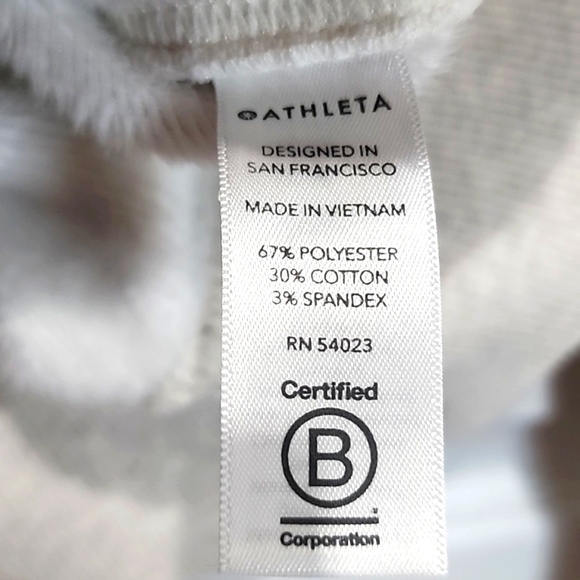 ATHLETA
DESIGNED IN
SAN FRANCISCO
MADE IN VIETNAM
67% POLYESTER
30% COTTON
3% SPANDEX
RN 54023
Certified
B
Corporation